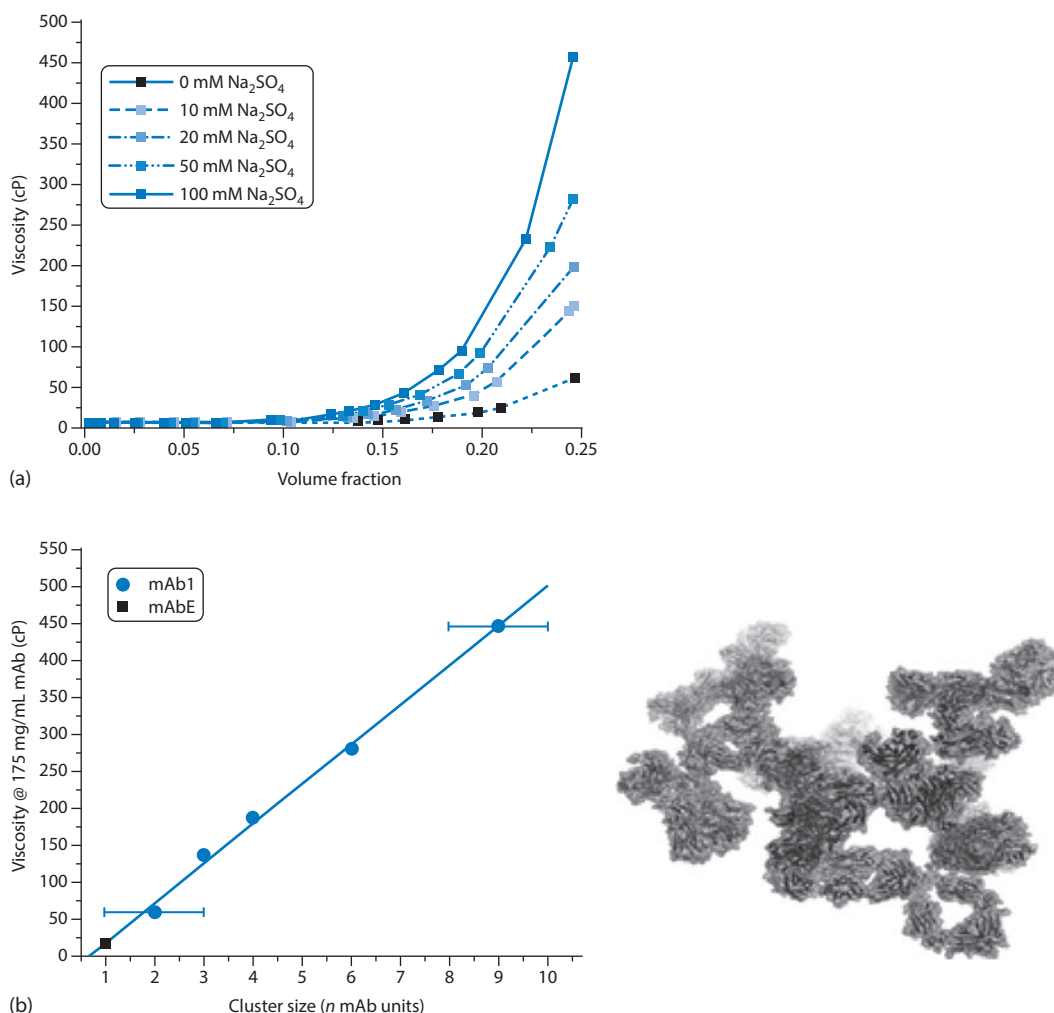 500
450
400
350
300
250
200
150
100
50
0
Viscosity (cP)
0 mM Na₂SO₄
10 mM Na₂SO₄
20 mM Na₂SO₄
50 mM Na₂SO₄
100 mM Na₂SO₄
0.00 0.05 0.10 0.15 0.20 0.25
(a)
Volume fraction
550
500
450
400
350
300
250
200
150
100
50
0
Viscosity @ 175 mg/mL mAb (cP)
mAb1
mAbE
1 2 3 4 5 6 7 8 9 10
(b)
Cluster size (n mAb units)